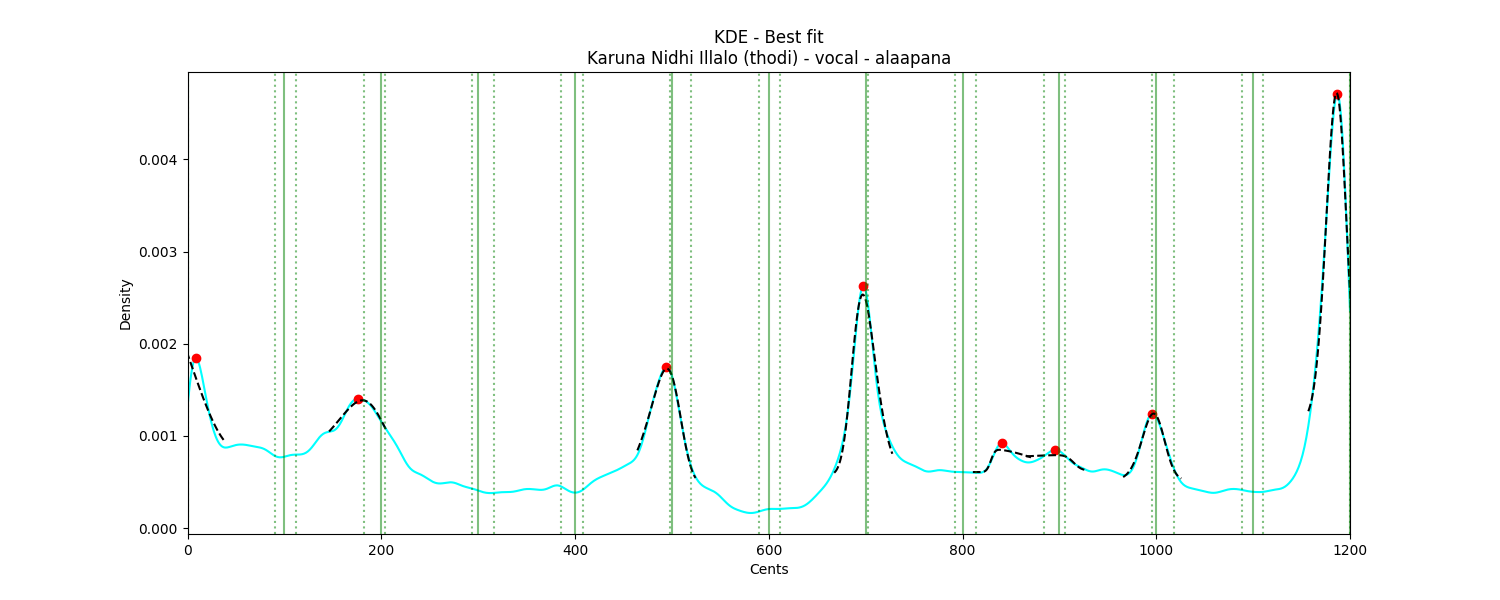 KDE - Best fit
Karuna Nidhi Illalo (thodi) - vocal - alaapana
Density
0.004
0.003
0.002
0.001
0.000
0 200 400 600 800 1000 1200
Cents